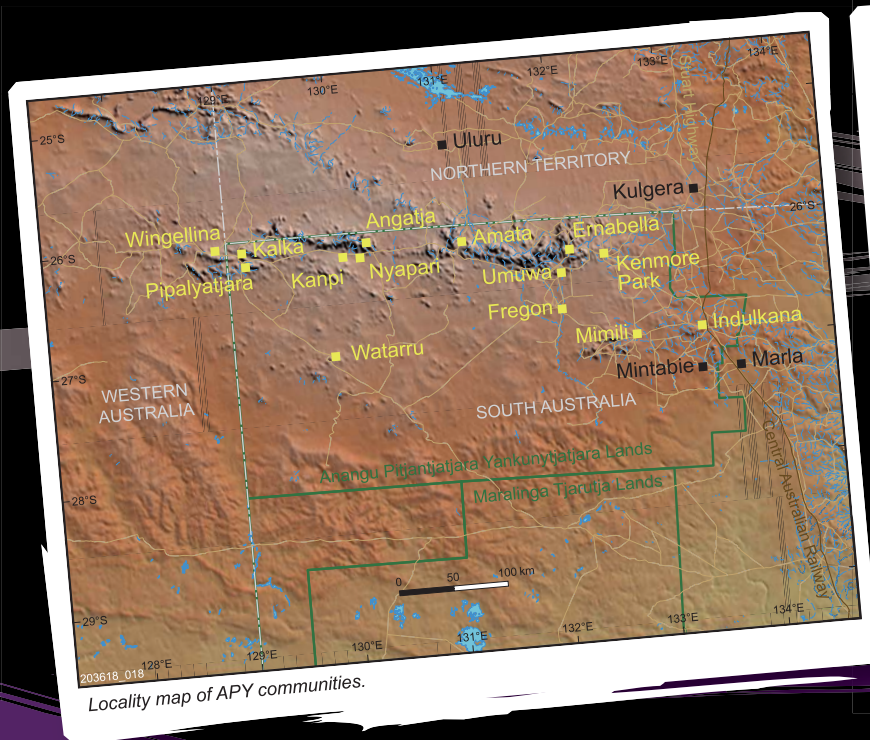 129°E
130°E
131°E
132°E
133°E
134°E
25°S
Uluru
Stuart Highway
NORTHERN TERRITORY
Kulgera
26°S
Wingellina
Kalka
Angatja
Amata
Ernabella
26°S
Pipalyatjara
Kanpi
Nyapari
Umuwa
Kenmore
Park
Fregon
Mimili
Indulkana
Watarru
Mintabie
Marla
27°S
WESTERN
AUSTRALIA
SOUTH AUSTRALIA
Anangu Pitjantjatjara Yankunytjatjara Lands
Maralinga Tjarutja Lands
Central Australian Railway
28°S
0 50 100 km
29°S
128°E
129°E
130°E
131°E
132°E
133°E
134°E
203618_018
Locality map of APY communities.